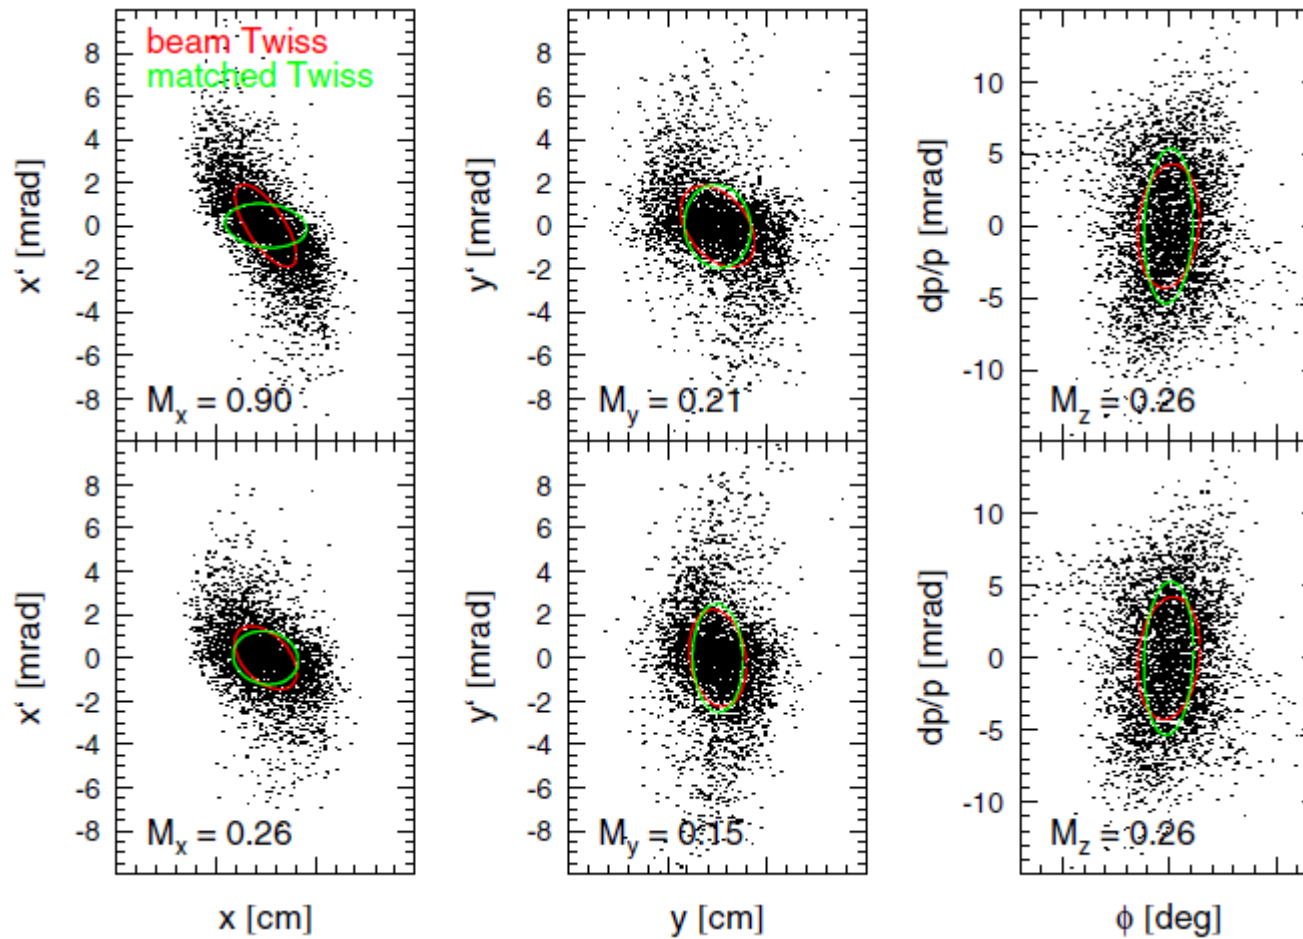 beam Twiss
matched Twiss
8
6
4
2
0
-2
-4
-6
-8
x' [mrad]
M_x = 0.90
8
6
4
2
0
-2
-4
-6
-8
y' [mrad]
M_y = 0.21
10
5
0
-5
-10
dp/p [mrad]
M_z = 0.26
8
6
4
2
0
-2
-4
-6
-8
x' [mrad]
M_x = 0.26
x [cm]
8
6
4
2
0
-2
-4
-6
-8
y' [mrad]
M_y = 0.15
y [cm]
10
5
0
-5
-10
dp/p [mrad]
M_z = 0.26
ϕ [deg]